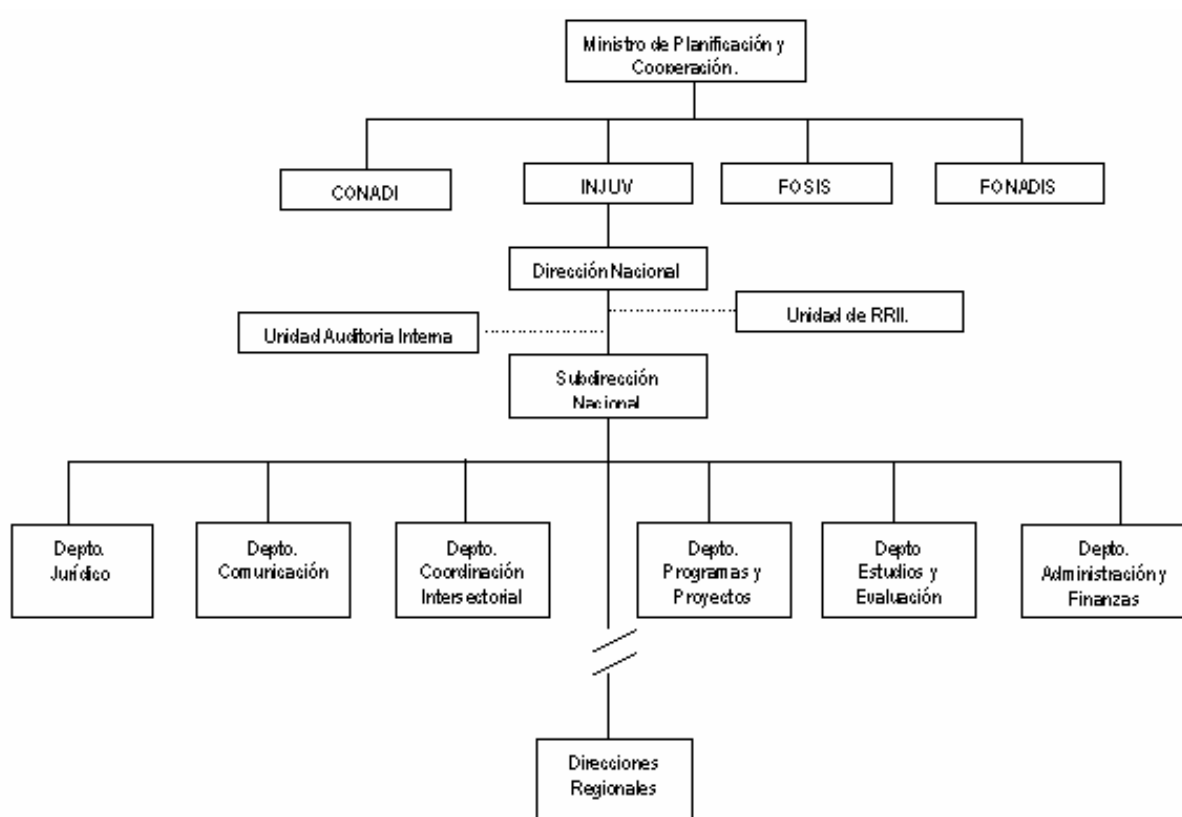 Ministro de Planificación y
Cooperación.
CONADI
INJUV
FOSIS
FONADIS
Dirección Nacional
Unidad de RRII.
Unidad Auditoria Interna
Subdirección
Nacional
Depto.
Jurídico
Depto.
Comunicación
Depto.
Coordinación
Intersectorial
Depto.
Programas y
Proyectos
Depto
Estudios y
Evaluación
Depto.
Administración y
Finanzas
Direcciones
Regionales